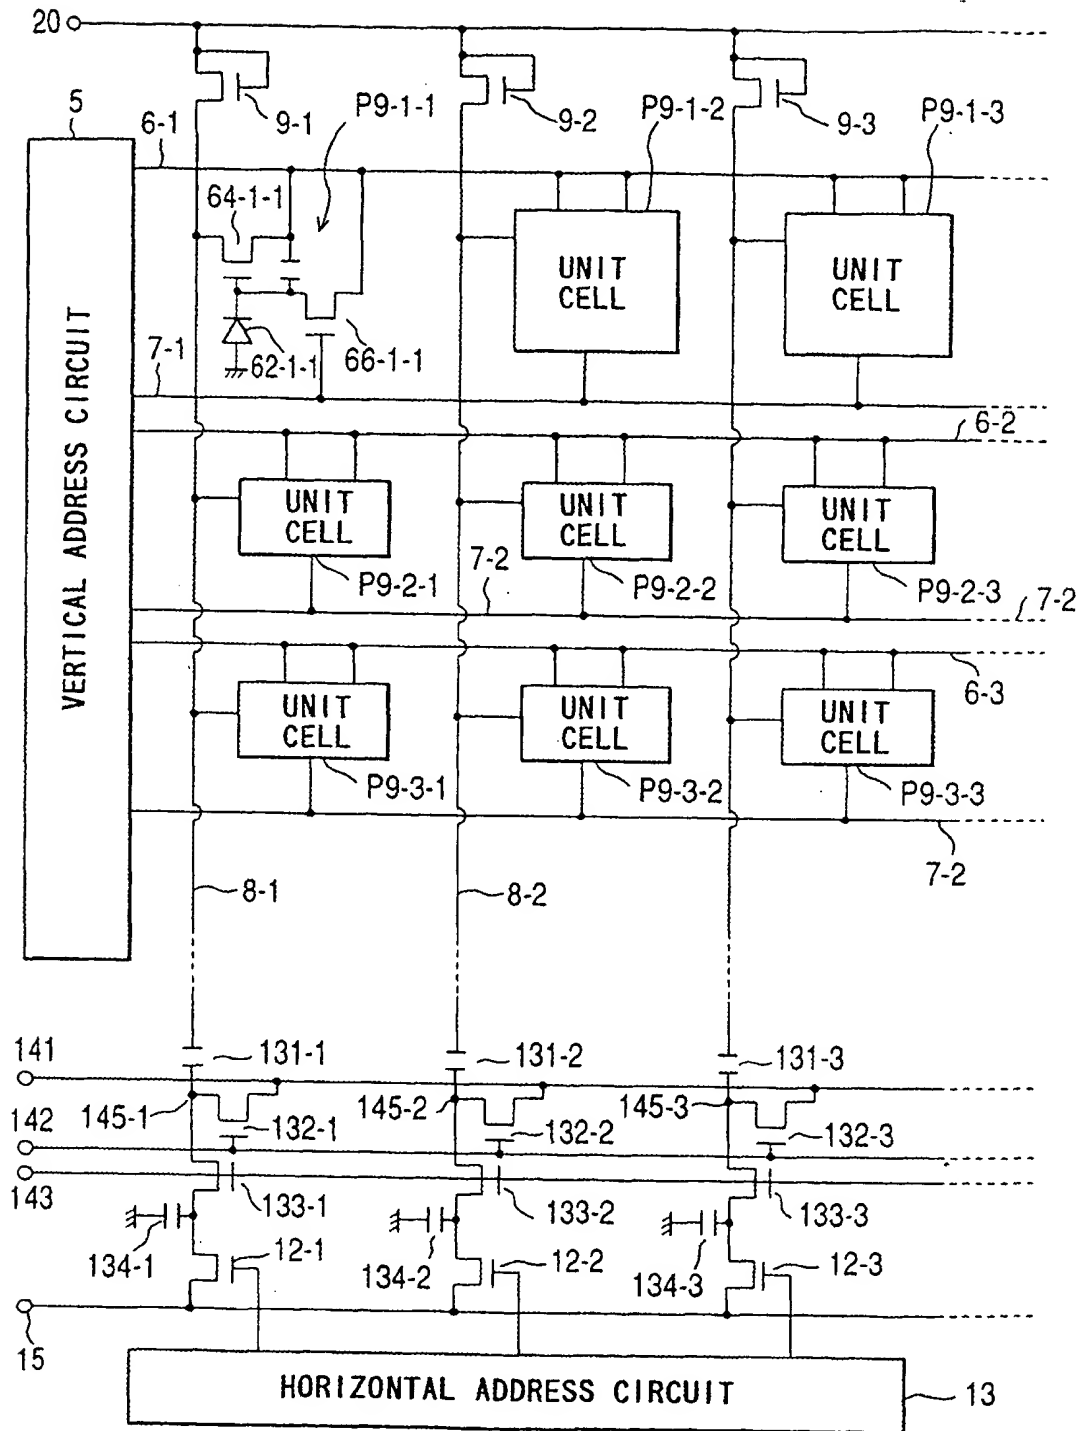 20
5
6-1
9-1
P9-1-1
9-2
P9-1-2
9-3
P9-1-3
64-1-1
UNIT
CELL
UNIT
CELL
VERTICAL ADDRESS CIRCUIT
7-1
62-1-1
66-1-1
6-2
UNIT
CELL
UNIT
CELL
UNIT
CELL
P9-2-1
7-2
P9-2-2
P9-2-3
7-2
6-3
UNIT
CELL
UNIT
CELL
UNIT
CELL
P9-3-1
P9-3-2
P9-3-3
7-2
8-1
8-2
141
131-1
131-2
131-3
145-1
145-2
145-3
142
132-1
132-2
132-3
143
133-1
133-2
133-3
134-1
12-1
134-2
12-2
134-3
12-3
15
HORIZONTAL ADDRESS CIRCUIT
13